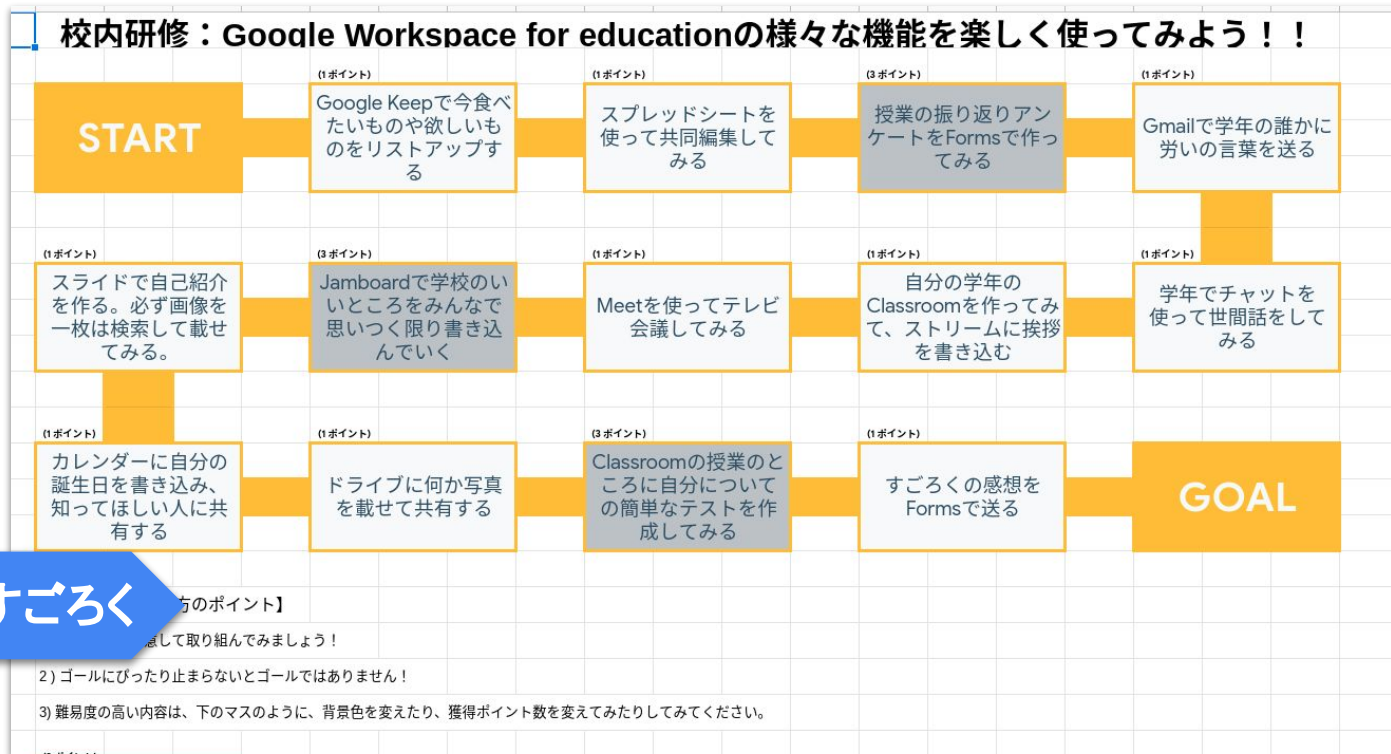 校内研修：Google Workspace for educationの様々な機能を楽しく使ってみよう！！
START
(1ポイント)
Google Keepで今食べ
たいものや欲しいも
のをリストアップす
る
(1ポイント)
スプレッドシートを
使って共同編集して
みる
(3ポイント)
授業の振り返りアン
ケートをFormsで作っ
てみる
(1ポイント)
Gmailで学年の誰かに
労いの言葉を送る
(1ポイント)
スライドで自己紹介
を作る。必ず画像を
一枚は検索して載せ
てみる。
(3ポイント)
Jamboardで学校のい
いところをみんなで
思いつく限り書き込
んでいく
(1ポイント)
Meetを使ってテレビ
会議してみる
(1ポイント)
自分の学年の
Classroomを作ってみ
て、ストリームに挨拶
を書き込む
(1ポイント)
学年でチャットを
使って世間話をして
みる
(1ポイント)
カレンダーに自分の
誕生日を書き込み、
知ってほしい人に共
有する
(1ポイント)
ドライブに何か写真
を載せて共有する
(3ポイント)
Classroomの授業のと
ころに自分について
の簡単なテストを作
成してみる
(1ポイント)
すごろくの感想を
Formsで送る
GOAL
すごろく
方のポイント】
して取り組んでみましょう！
2 ) ゴールにぴったり止まらないとゴールではありません！
3) 難易度の高い内容は、下のマスのように、背景色を変えたり、獲得ポイント数を変えてみたりしてみてください。